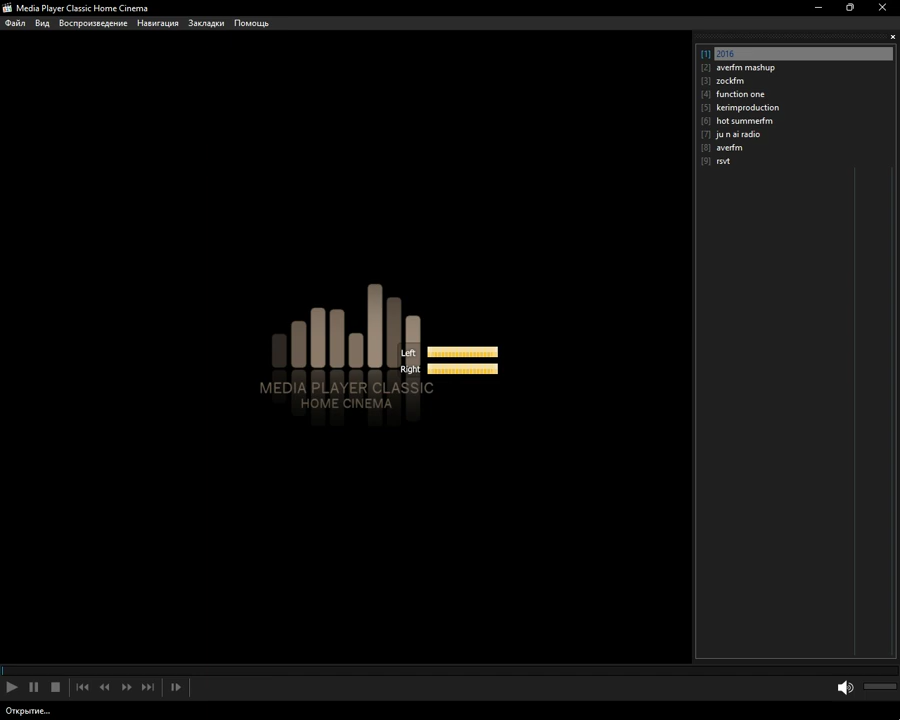 Media Player Classic Home Cinema
Файл Вид Воспроизведение Навигация Закладки Помощь
[1] 2016
[2] averfm mashup
[3] zockfm
[4] function one
[5] kerimproduction
[6] hot summerfm
[7] ju n ai radio
[8] averfm
[9] rsvt
Left
Right
MEDIA PLAYER CLASSIC
HOME CINEMA
Открытие...